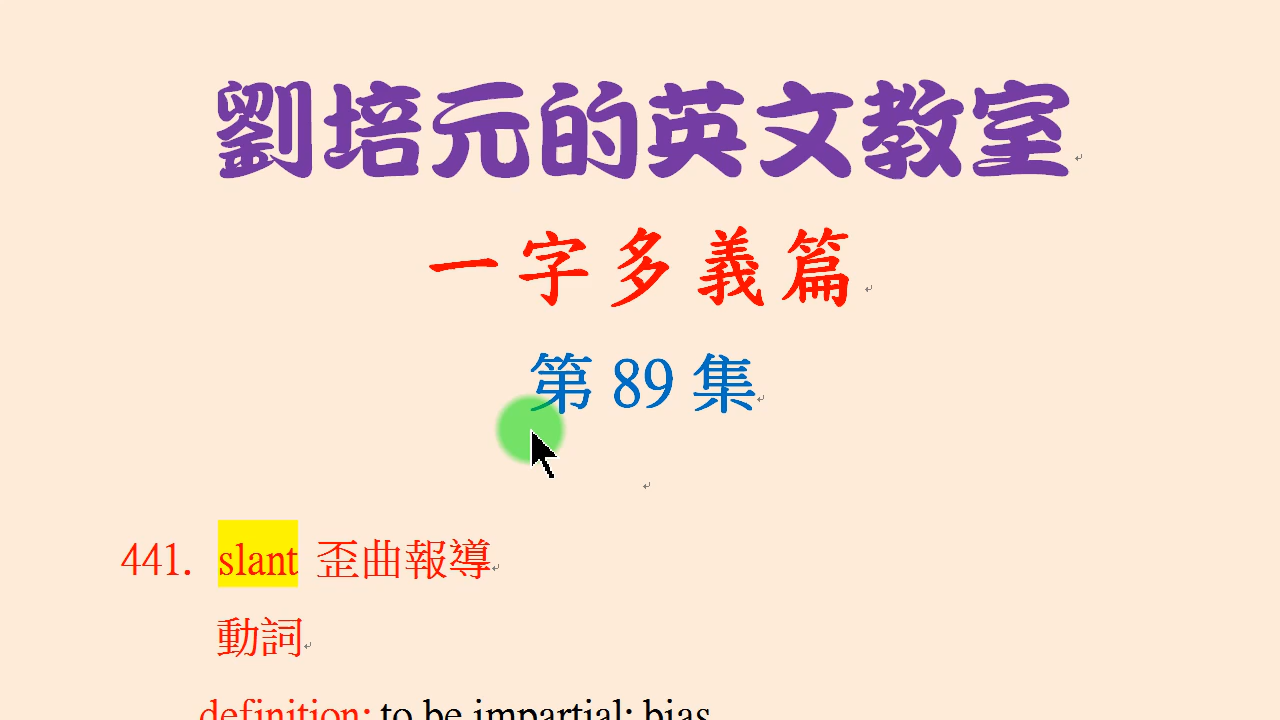 劉培元的英文教室
一字多義篇
第 89 集
441. slant 歪曲報導
動詞
definition: to be impartial; bias